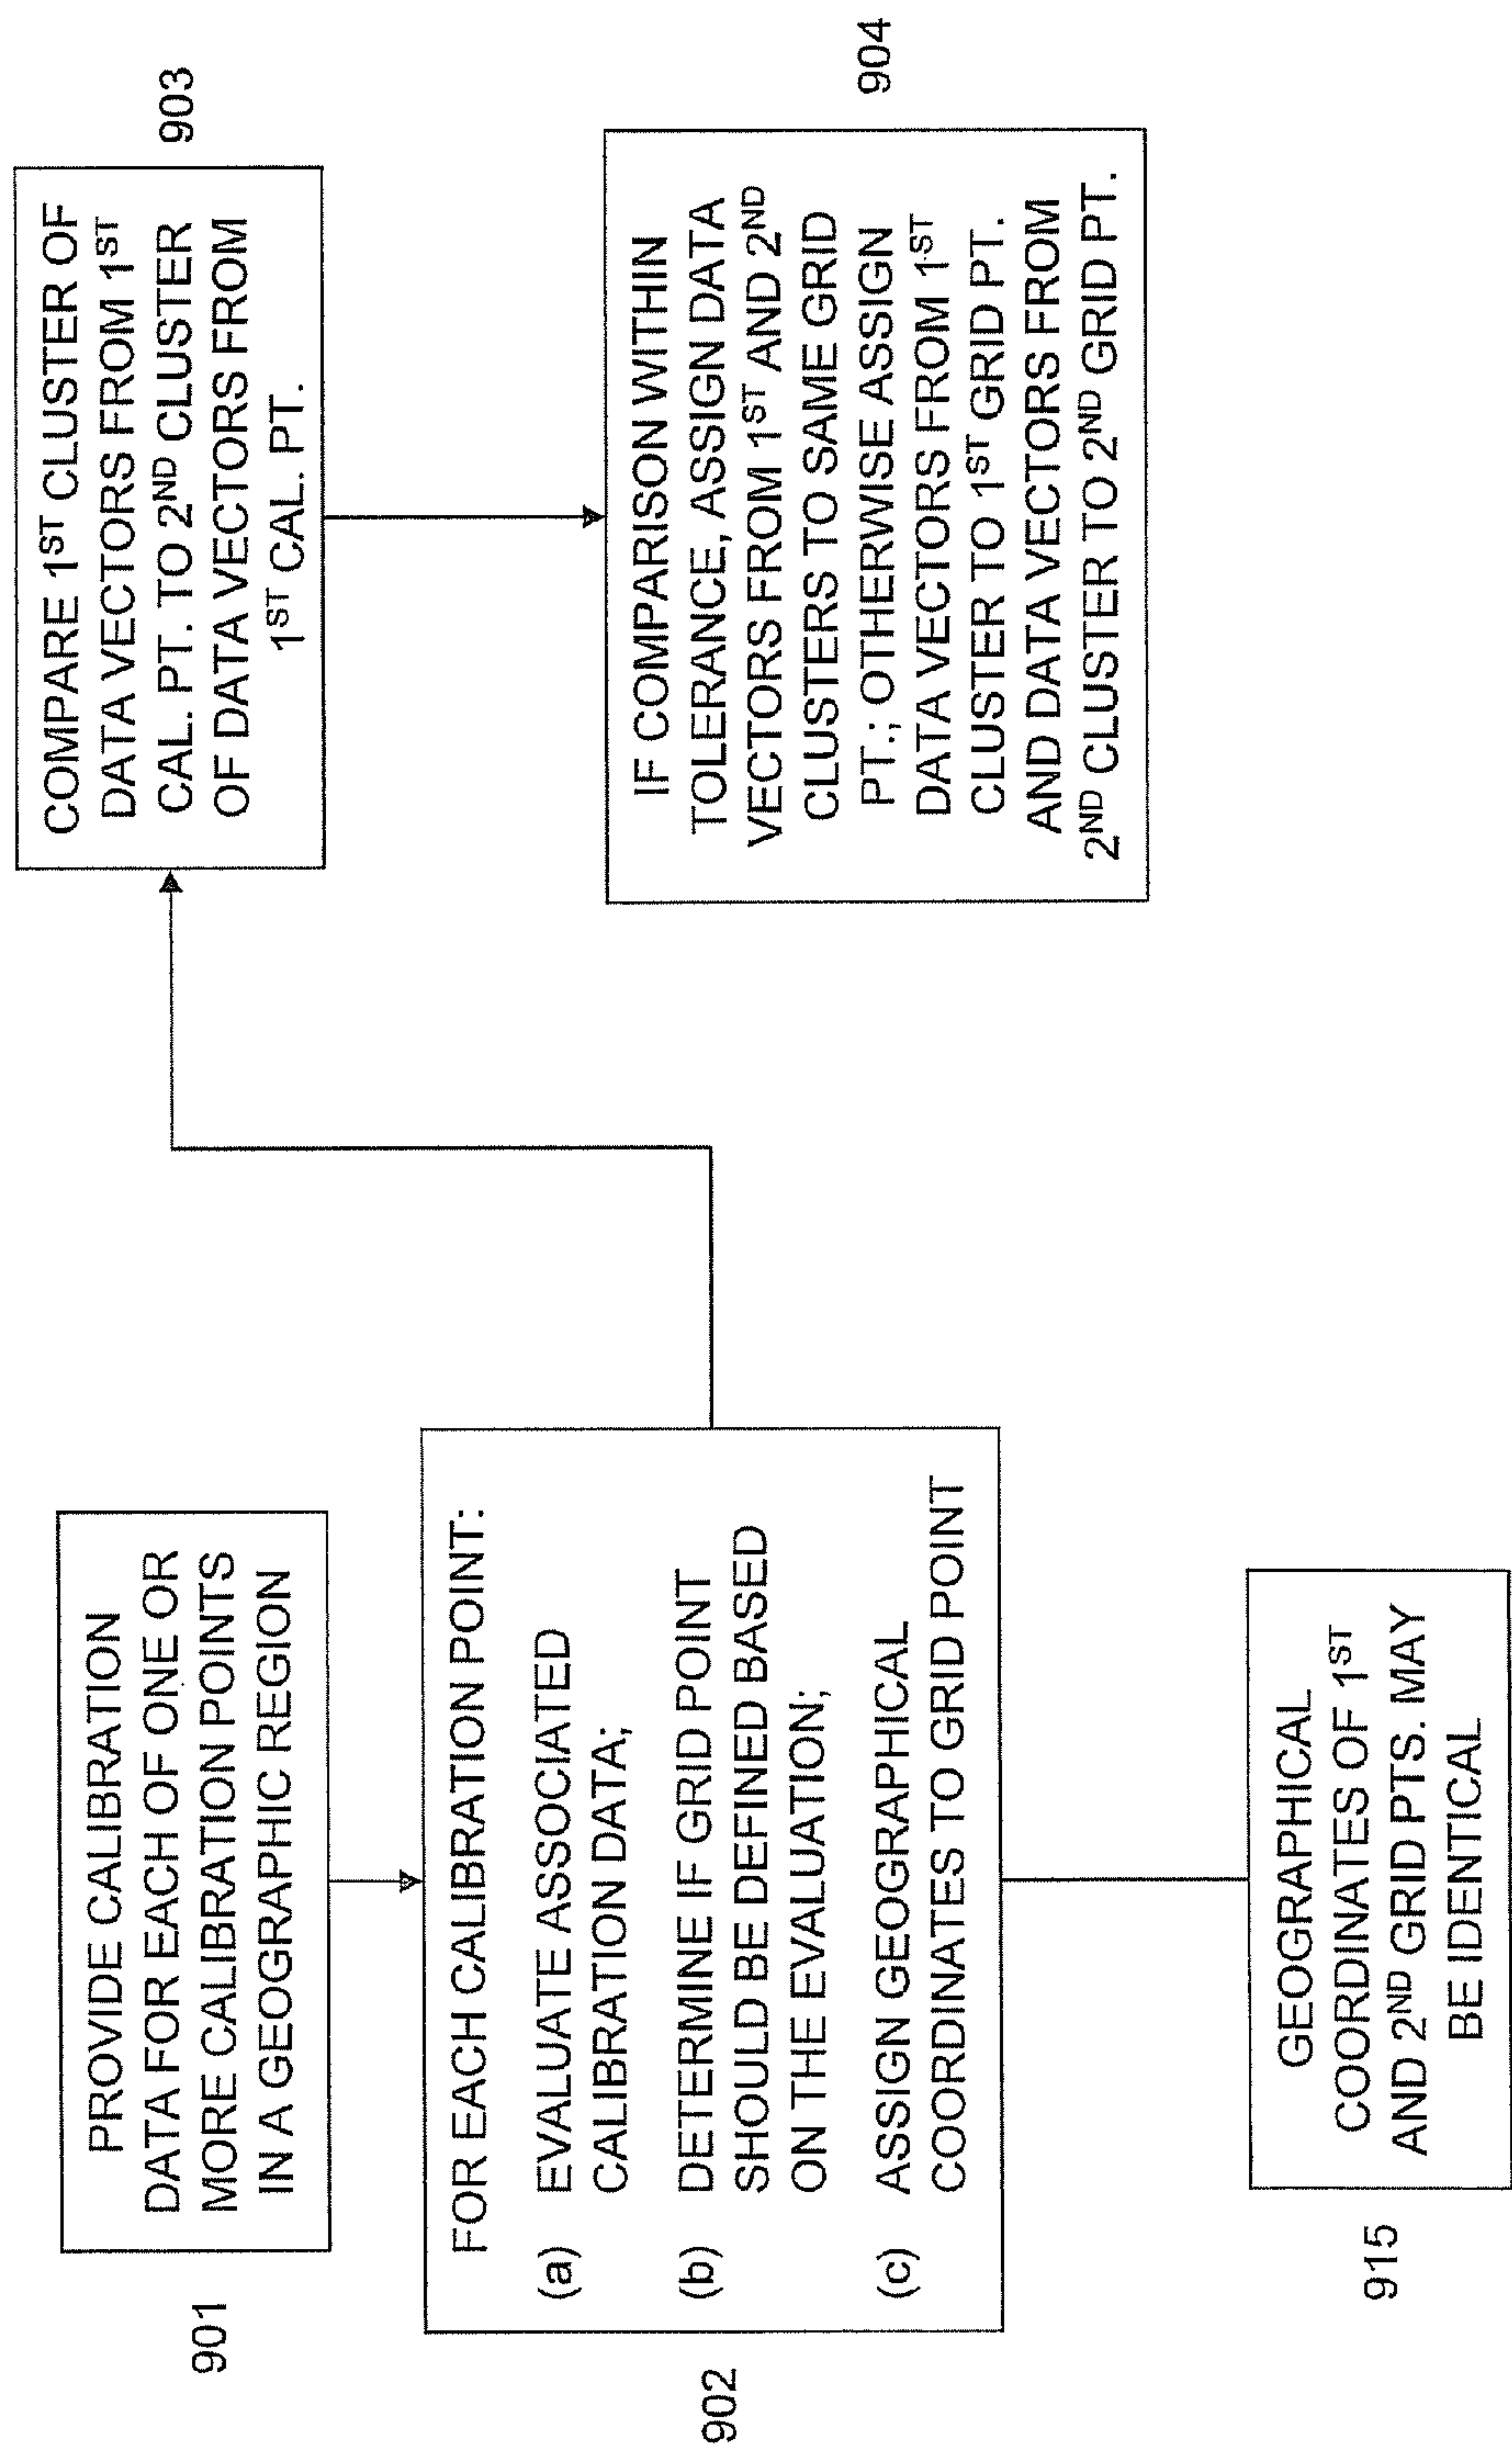 901
PROVIDE CALIBRATION
DATA FOR EACH OF ONE OR
MORE CALIBRATION POINTS
IN A GEOGRAPHIC REGION
902
FOR EACH CALIBRATION POINT:
(a) EVALUATE ASSOCIATED
CALIBRATION DATA;
(b) DETERMINE IF GRID POINT
SHOULD BE DEFINED BASED
ON THE EVALUATION;
(c) ASSIGN GEOGRAPHICAL
COORDINATES TO GRID POINT
915
GEOGRAPHICAL
COORDINATES OF 1ST
AND 2ND GRID PTS. MAY
BE IDENTICAL
903
COMPARE 1ST CLUSTER OF
DATA VECTORS FROM 1ST
CAL. PT. TO 2ND CLUSTER
OF DATA VECTORS FROM
1ST CAL. PT.
904
IF COMPARISON WITHIN
TOLERANCE, ASSIGN DATA
VECTORS FROM 1ST AND 2ND
CLUSTERS TO SAME GRID
PT.; OTHERWISE ASSIGN
DATA VECTORS FROM 1ST
CLUSTER TO 1ST GRID PT.
AND DATA VECTORS FROM
2ND CLUSTER TO 2ND GRID PT.